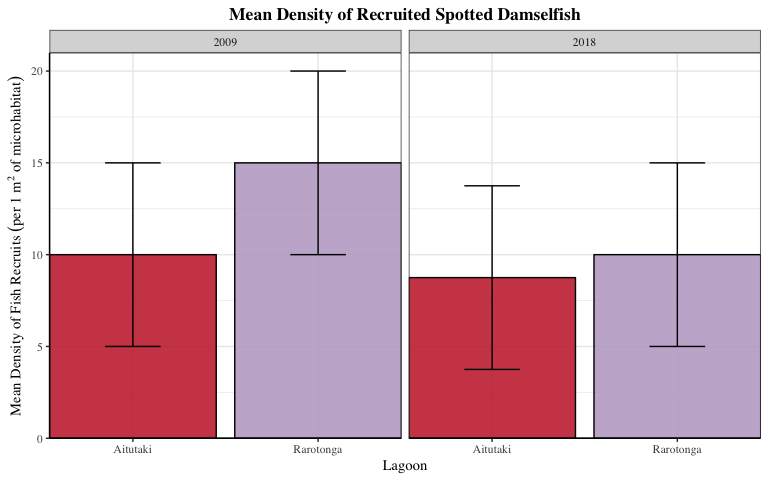 Mean Density of Recruited Spotted Damselfish
2009
2018
Mean Density of Fish Recruits (per 1 m² of microhabitat)
20
15
10
5
0
Aitutaki
Rarotonga
Aitutaki
Rarotonga
Lagoon